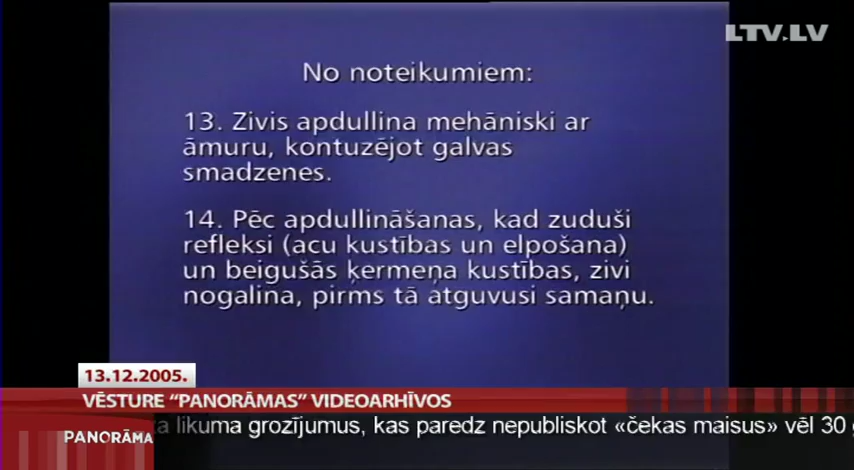 LTV.LV
No noteikumiem:
13. Zivis apdullina mehāniski ar
āmuru, kontuzējot galvas
smadzenes.
14. Pēc apdullināšanas, kad zuduši
refleksi (acu kustības un elpošana)
un beigušās ķermeņa kustības, zivi
nogalina, pirms tā atguvusi samaņu.
13.12.2005.
VĒSTURE “PANORĀMAS” VIDEOARHĪVOS
PANORĀMA
likuma grozījumus, kas paredz nepubliskot «čekas maisus» vēl 30